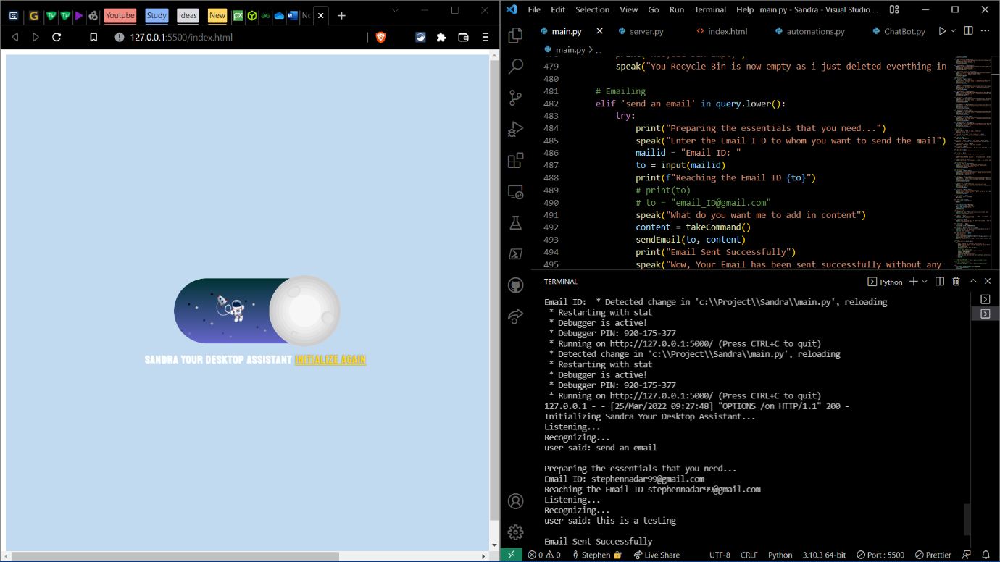 Youtube Study Ideas New
127.0.0.1:5500/index.html
SANDRA YOUR DESKTOP ASSISTANT INITIALIZE AGAIN
File Edit Selection View Go Run Terminal Help main.py - Sandra - Visual Studio ...
main.py server.py index.html automations.py ChatBot.py
main.py > ...
479 speak("You Recycle Bin is now empty as i just deleted everthing in
480
481 # Emailing
482 elif 'send an email' in query.lower():
483 try:
484 print("Preparing the essentials that you need...")
485 speak("Enter the Email I D to whom you want to send the mail")
486 mailid = "Email ID: "
487 to = input(mailid)
488 print(f"Reaching the Email ID {to}")
489 # print(to)
490 # to = "email_ID@gmail.com"
491 speak("What do you want me to add in content")
492 content = takeCommand()
493 sendEmail(to, content)
494 print("Email Sent Successfully")
495 speak("Wow, Your Email has been sent successfully without any
TERMINAL
Python
Email ID:  * Detected change in 'c:\\Project\\Sandra\\main.py', reloading
* Restarting with stat
* Debugger is active!
* Debugger PIN: 920-175-377
* Running on http://127.0.0.1:5000/ (Press CTRL+C to quit)
* Detected change in 'c:\\Project\\Sandra\\main.py', reloading
* Restarting with stat
* Debugger is active!
* Debugger PIN: 920-175-377
* Running on http://127.0.0.1:5000/ (Press CTRL+C to quit)
127.0.0.1 - - [25/Mar/2022 09:27:48] "OPTIONS /on HTTP/1.1" 200 -
Initializing Sandra Your Desktop Assistant...
Listening...
Recognizing...
user said: send an email
Preparing the essentials that you need...
Email ID: stephennadar99@gmail.com
Reaching the Email ID stephennadar99@gmail.com
Listening...
Recognizing...
user said: this is a testing
Email Sent Successfully
0 0 Stephen Live Share UTF-8 CRLF Python 3.10.3 64-bit Port : 5500 Prettier